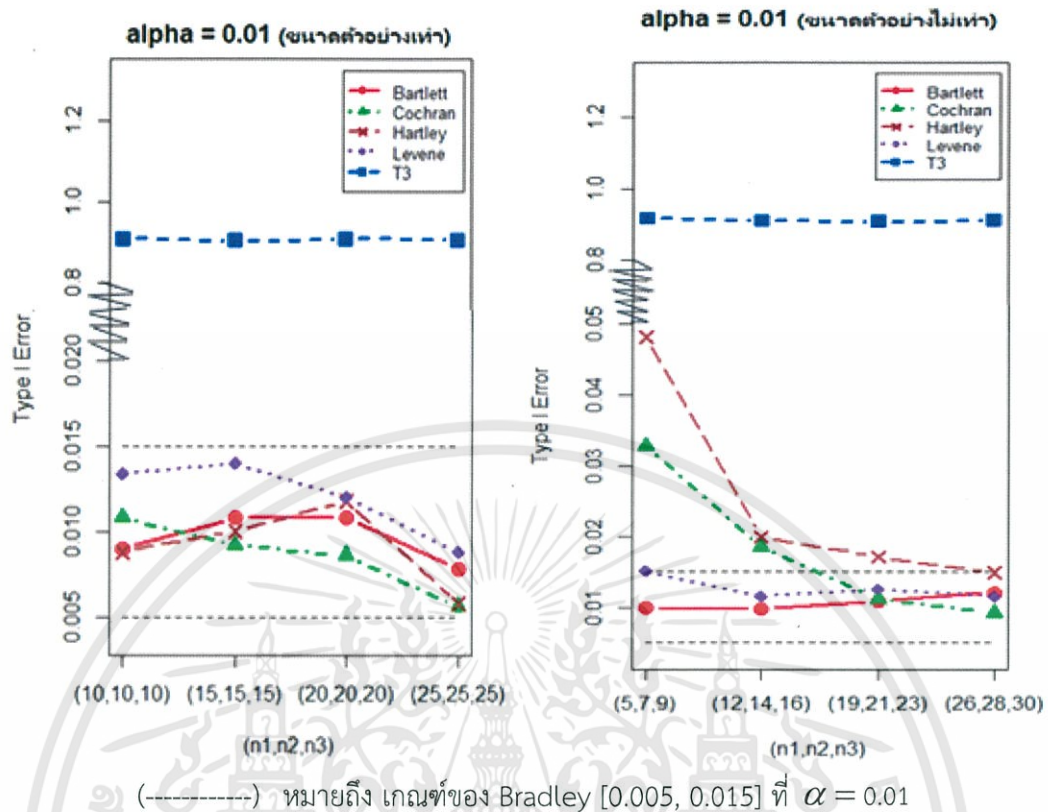 alpha = 0.01 (ขนาดตัวอย่างเท่า)
Bartlett
Cochran
Hartley
Levene
T3
1.2
1.0
0.8
0.020
0.015
0.010
0.005
Type I Error
(10,10,10) (15,15,15) (20,20,20) (25,25,25)
(n1,n2,n3)
alpha = 0.01 (ขนาดตัวอย่างไม่เท่า)
Bartlett
Cochran
Hartley
Levene
T3
1.2
1.0
0.8
0.05
0.04
0.03
0.02
0.01
Type I Error
(5,7,9) (12,14,16) (19,21,23) (26,28,30)
(n1,n2,n3)
(------------) หมายถึง เกณฑ์ของ Bradley [0.005, 0.015] ที่ α = 0.01